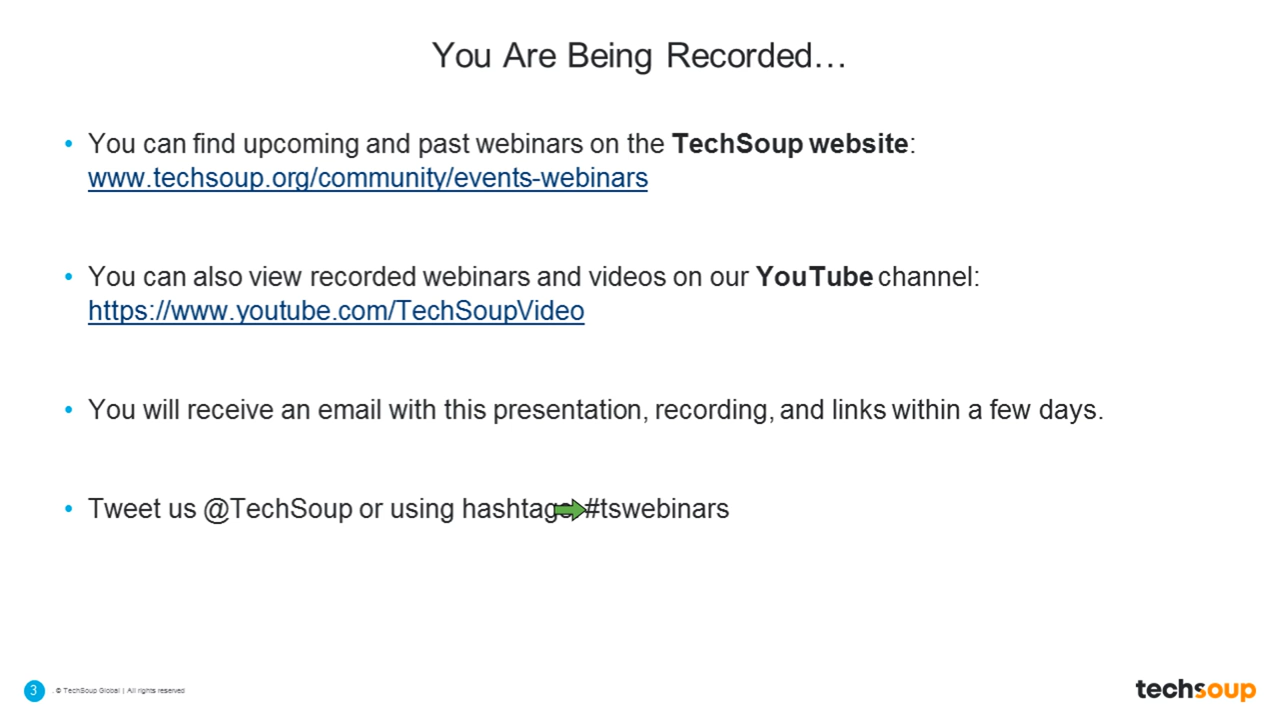 You Are Being Recorded…
• You can find upcoming and past webinars on the TechSoup website:
www.techsoup.org/community/events-webinars
• You can also view recorded webinars and videos on our YouTube channel:
https://www.youtube.com/TechSoupVideo
• You will receive an email with this presentation, recording, and links within a few days.
• Tweet us @TechSoup or using hashtags #tswebinars
3 . © TechSoup Global | All rights reserved
techsoup